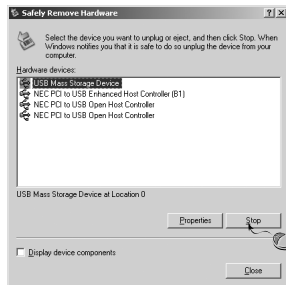 Safely Remove Hardware
Select the device you want to unplug or eject, and then click Stop. When
Windows notifies you that it is safe to do so unplug the device from your
computer.
Hardware devices:
USB Mass Storage Device
NEC PCI to USB Enhanced Host Controller (B1)
NEC PCI to USB Open Host Controller
NEC PCI to USB Open Host Controller
USB Mass Storage Device at Location 0
Properties
Stop
Display device components
Close